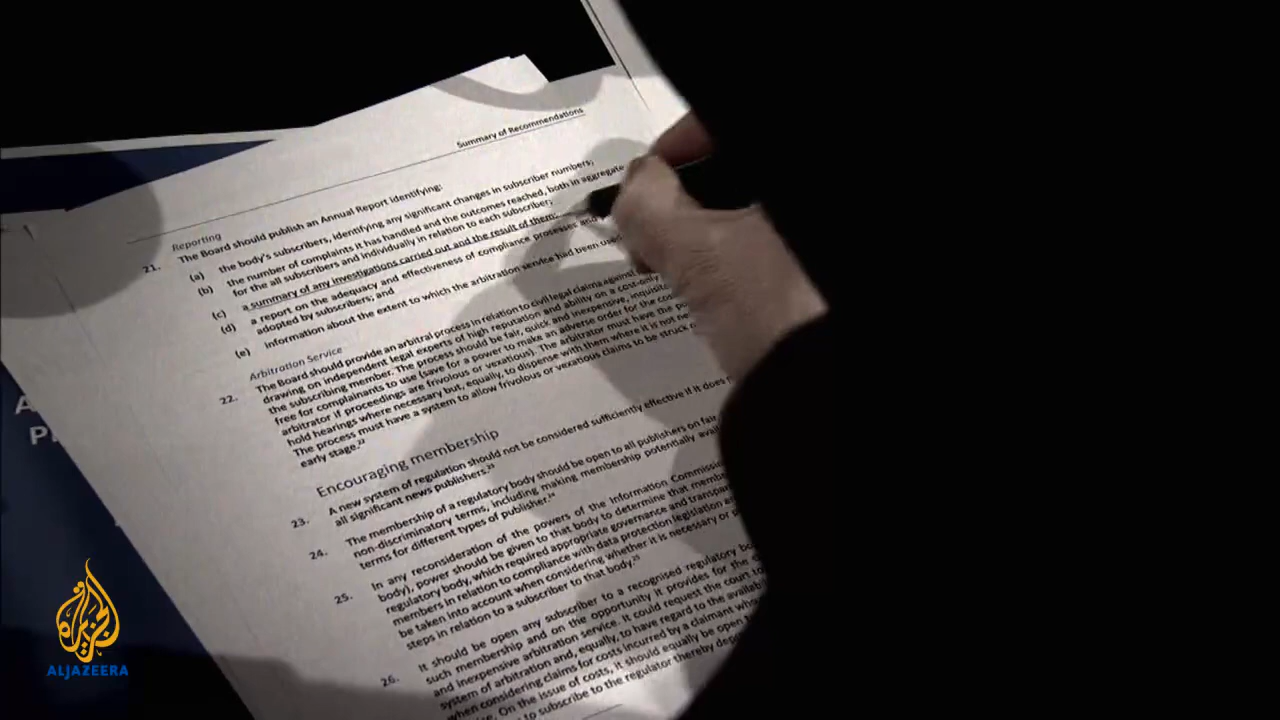 Summary of Recommendations
Reporting
21. The Board should publish an Annual Report identifying:
(a) the body's subscribers, identifying any significant changes in subscriber numbers;
(b) the number of complaints it has handled and the outcomes reached, both in aggregate
for the all subscribers and individually in relation to each subscriber;
(c) a summary of any investigations carried out and the result of them;
(d) a report on the adequacy and effectiveness of compliance processes and
adopted by subscribers; and
(e) information about the extent to which the arbitration service had been used
Arbitration Service
22. The Board should provide an arbitral process in relation to civil legal claims against
drawing on independent legal experts of high reputation and ability on a cost-only
the subscribing member. The process should be fair, quick and inexpensive,
free for complainants to use (save for a power to make an adverse order for the
arbitrator if proceedings are frivolous or vexatious). The arbitrator must have the
hold hearings where necessary but, equally, to dispense with them where it is not
The process must have a system to allow frivolous or vexatious claims to be struck
early stage.
Encouraging membership
23. A new system of regulation should not be considered sufficiently effective if it does
all significant news publishers.
24. The membership of a regulatory body should be open to all publishers on fair
non-discriminatory terms, including making membership potentially
terms for different types of publisher.
25. In any reconsideration of the powers of the Information
body), power should be given to that body to determine that
regulatory body, which required appropriate governance and
members in relation to compliance with data protection legislation
be taken into account when considering whether it is necessary or
steps in relation to a subscriber to that body.
26. It should be open any subscriber to a recognised regulatory
such membership and on the opportunity it provides for the
and inexpensive arbitration service. It could request the court
system of arbitration and, equally, to have regard to the
when considering claims for costs incurred by a claimant
On the issue of costs, it should equally be open
to subscribe to the regulator thereby
الجزيرة
ALJAZEERA